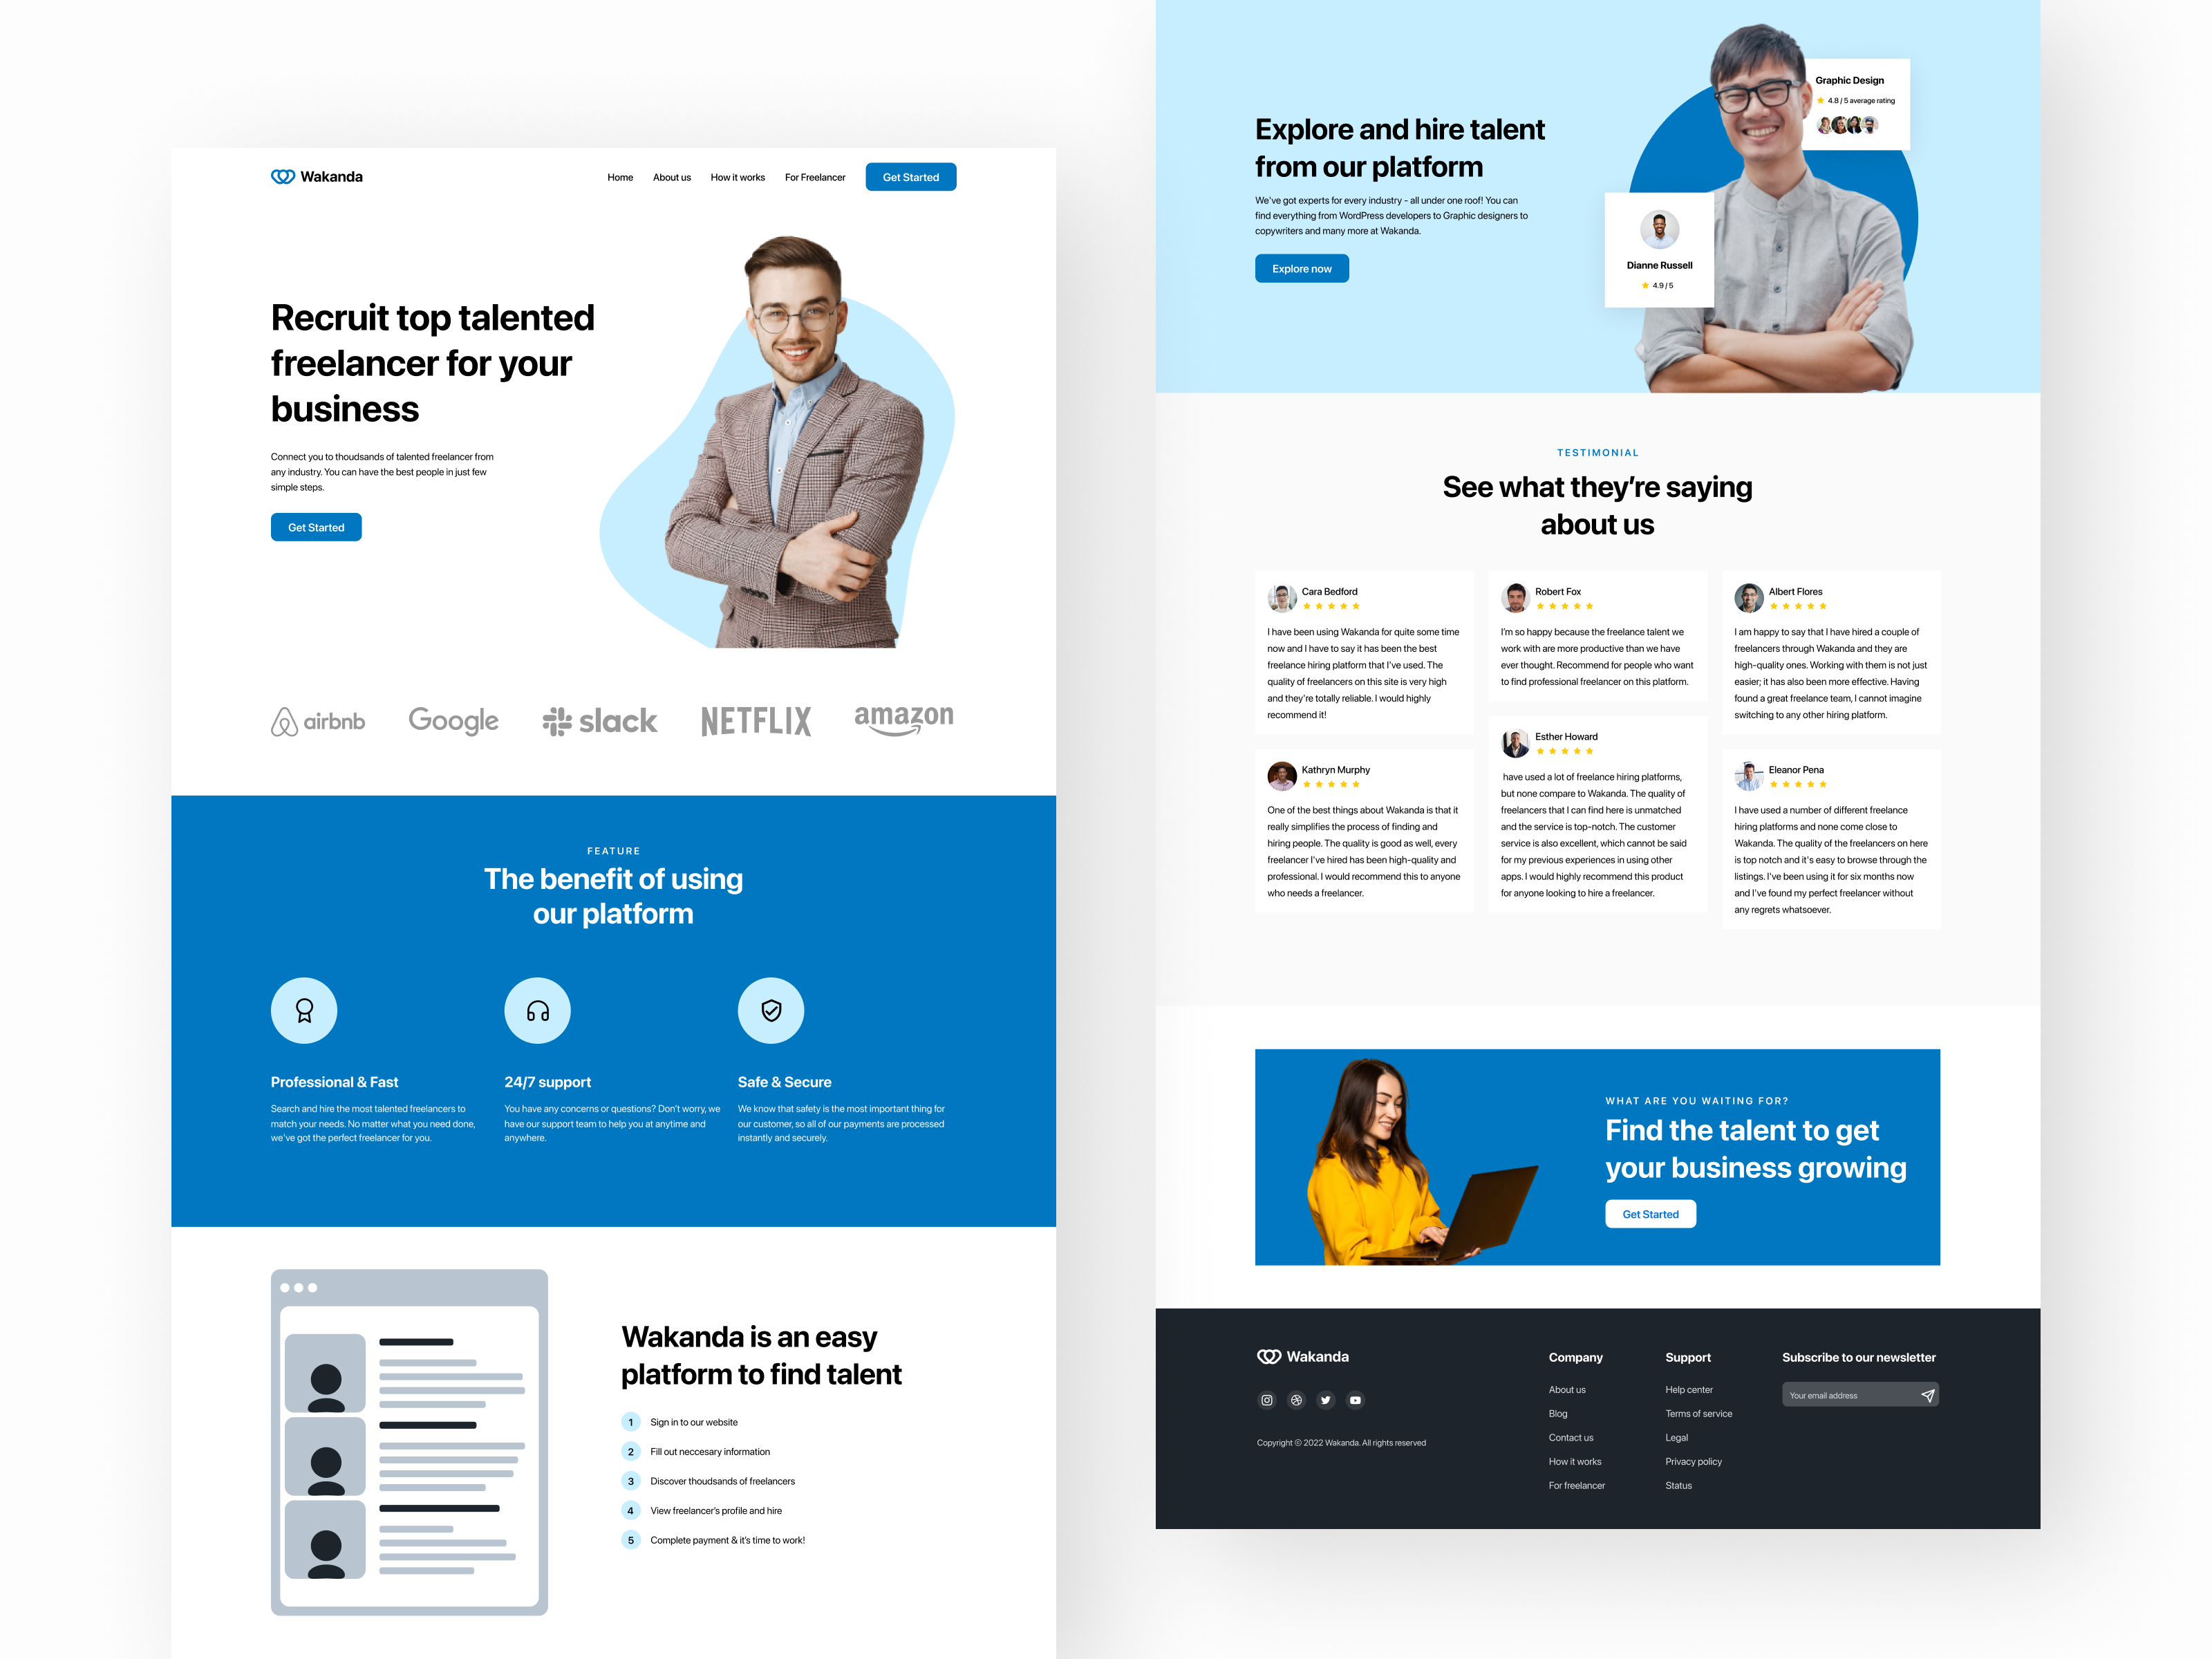 Wakanda
Home
About us
How it works
For Freelancer
Get Started
Recruit top talented
freelancer for your
business
Connect you to thoudsands of talented freelancer from
any industry. You can have the best people in just few
simple steps.
Get Started
airbnb
Google
slack
NETFLIX
amazon
FEATURE
The benefit of using
our platform
Professional & Fast
Search and hire the most talented freelancers to
match your needs. No matter what you need done,
we've got the perfect freelancer for you.
24/7 support
You have any concerns or questions? Don't worry, we
have our support team to help you at anytime and
anywhere.
Safe & Secure
We know that safety is the most important thing for
our customer, so all of our payments are processed
instantly and securely.
Wakanda is an easy
platform to find talent
1 Sign in to our website
2 Fill out neccesary information
3 Discover thoudsands of freelancers
4 View freelancer's profile and hire
5 Complete payment & it's time to work!
Explore and hire talent
from our platform
We've got experts for every industry - all under one roof! You can
find everything from WordPress developers to Graphic designers to
copywriters and many more at Wakanda.
Explore now
Graphic Design
4.8 / 5 average rating
Dianne Russell
4.9 / 5
TESTIMONIAL
See what they're saying
about us
Cara Bedford
I have been using Wakanda for quite some time
now and I have to say it has been the best
freelance hiring platform that I've used. The
quality of freelancers on this site is very high
and they're totally reliable. I would highly
recommend it!
Kathryn Murphy
One of the best things about Wakanda is that it
really simplifies the process of finding and
hiring people. The quality is good as well, every
freelancer I've hired has been high-quality and
professional. I would recommend this to anyone
who needs a freelancer.
Robert Fox
I'm so happy because the freelance talent we
work with are more productive than we have
ever thought. Recommend for people who want
to find professional freelancer on this platform.
Esther Howard
have used a lot of freelance hiring platforms,
but none compare to Wakanda. The quality of
freelancers that I can find here is unmatched
and the service is top-notch. The customer
service is also excellent, which cannot be said
for my previous experiences in using other
apps. I would highly recommend this product
for anyone looking to hire a freelancer.
Albert Flores
I am happy to say that I have hired a couple of
freelancers through Wakanda and they are
high-quality ones. Working with them is not just
easier; it has also been more effective. Having
found a great freelance team, I cannot imagine
switching to any other hiring platform.
Eleanor Pena
I have used a number of different freelance
hiring platforms and none come close to
Wakanda. The quality of the freelancers on here
is top notch and it's easy to browse through the
listings. I've been using it for six months now
and I've found my perfect freelancer without
any regrets whatsoever.
WHAT ARE YOU WAITING FOR?
Find the talent to get
your business growing
Get Started
Wakanda
Copyright © 2022 Wakanda. All rights reserved
Company
About us
Blog
Contact us
How it works
For freelancer
Support
Help center
Terms of service
Legal
Privacy policy
Status
Subscribe to our newsletter
Your email address